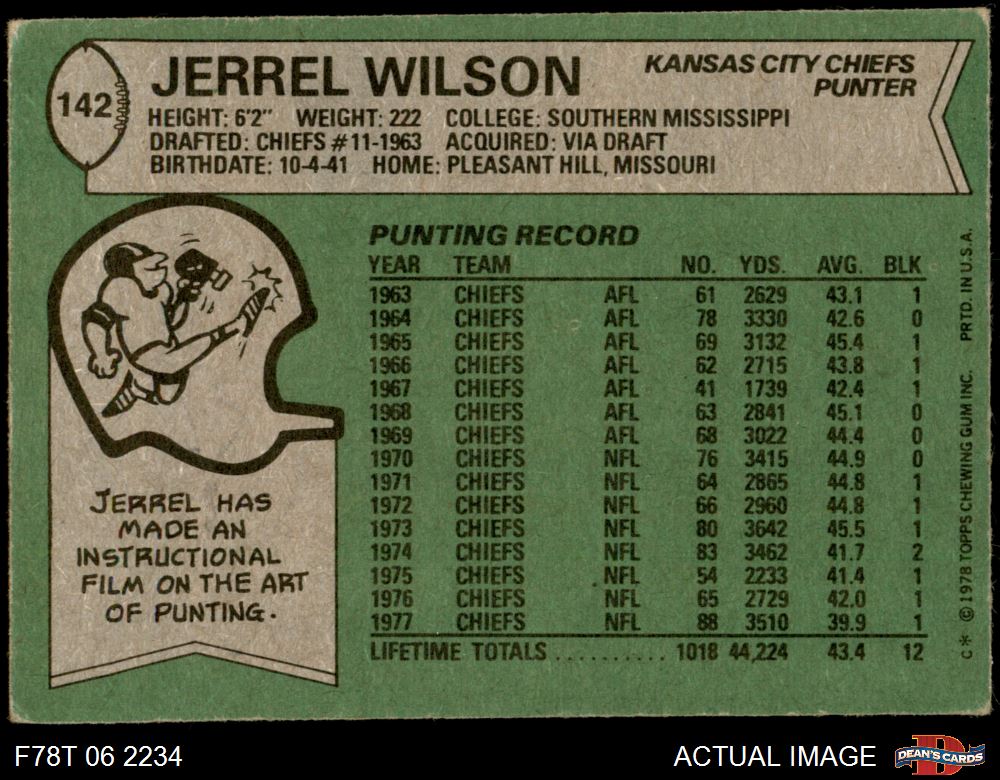 142
JERREL WILSON
KANSAS CITY CHIEFS
PUNTER
HEIGHT: 6'2" WEIGHT: 222 COLLEGE: SOUTHERN MISSISSIPPI
DRAFTED: CHIEFS #11-1963 ACQUIRED: VIA DRAFT
BIRTHDATE: 10-4-41 HOME: PLEASANT HILL, MISSOURI
JERREL HAS
MADE AN
INSTRUCTIONAL
FILM ON THE ART
OF PUNTING.
PUNTING RECORD
YEAR TEAM NO. YDS. AVG. BLK
1963 CHIEFS AFL 61 2629 43.1 1
1964 CHIEFS AFL 78 3330 42.6 0
1965 CHIEFS AFL 69 3132 45.4 1
1966 CHIEFS AFL 62 2715 43.8 1
1967 CHIEFS AFL 41 1739 42.4 1
1968 CHIEFS AFL 63 2841 45.1 0
1969 CHIEFS AFL 68 3022 44.4 0
1970 CHIEFS NFL 76 3415 44.9 0
1971 CHIEFS NFL 64 2865 44.8 1
1972 CHIEFS NFL 66 2960 44.8 1
1973 CHIEFS NFL 80 3642 45.5 1
1974 CHIEFS NFL 83 3462 41.7 2
1975 CHIEFS NFL 54 2233 41.4 1
1976 CHIEFS NFL 65 2729 42.0 1
1977 CHIEFS NFL 88 3510 39.9 1
LIFETIME TOTALS .......... 1018 44,224 43.4 12
C* © 1978 TOPPS CHEWING GUM INC. PRTD. IN U.S.A.
F78T 06 2234
ACTUAL IMAGE
D
DEAN'S CARDS